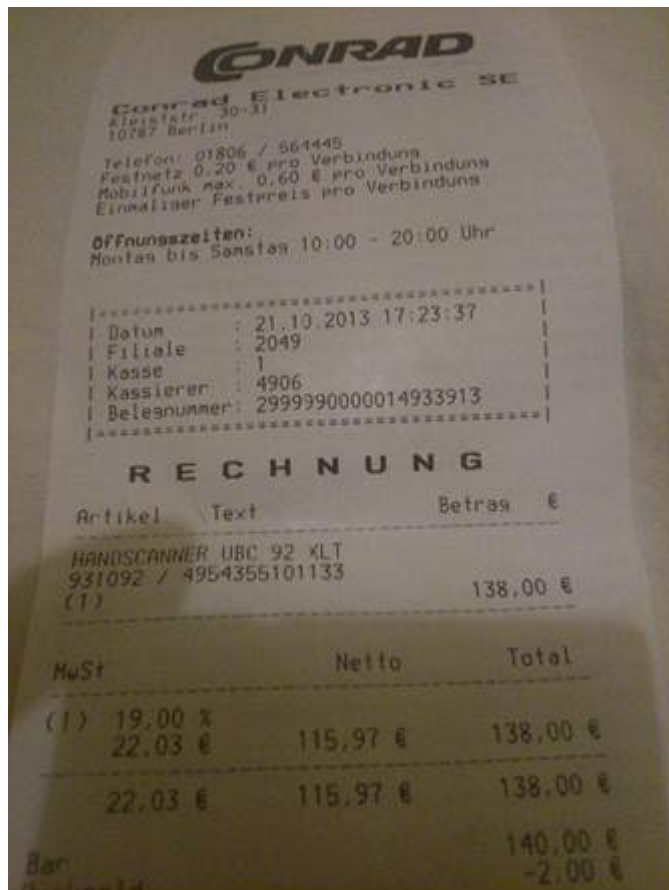 CONRAD
Conrad Electronic SE
Kleiststr. 30-31
10787 Berlin
Telefon: 01806 / 564445
Festnetz 0.20 € pro Verbindung
Mobilfunk max. 0.60 € pro Verbindung
Einmaliger Festpreis pro Verbindung
Öffnungszeiten:
Montag bis Samstag 10:00 - 20:00 Uhr
| Datum : 21.10.2013 17:23:37 |
| Filiale : 2049 |
| Kasse : 1 |
| Kassierer : 4906 |
| Belegnummer: 2999990000014933913 |
RECHNUNG
Artikel Text Betrag €
HANDSCANNER UBC 92 XLT
931092 / 4954355101133
(1) 138,00 €
MwSt Netto Total
(1) 19,00 %
22,03 € 115,97 € 138,00 €
22,03 € 115,97 € 138,00 €
Bar 140,00 €
-2,00 €